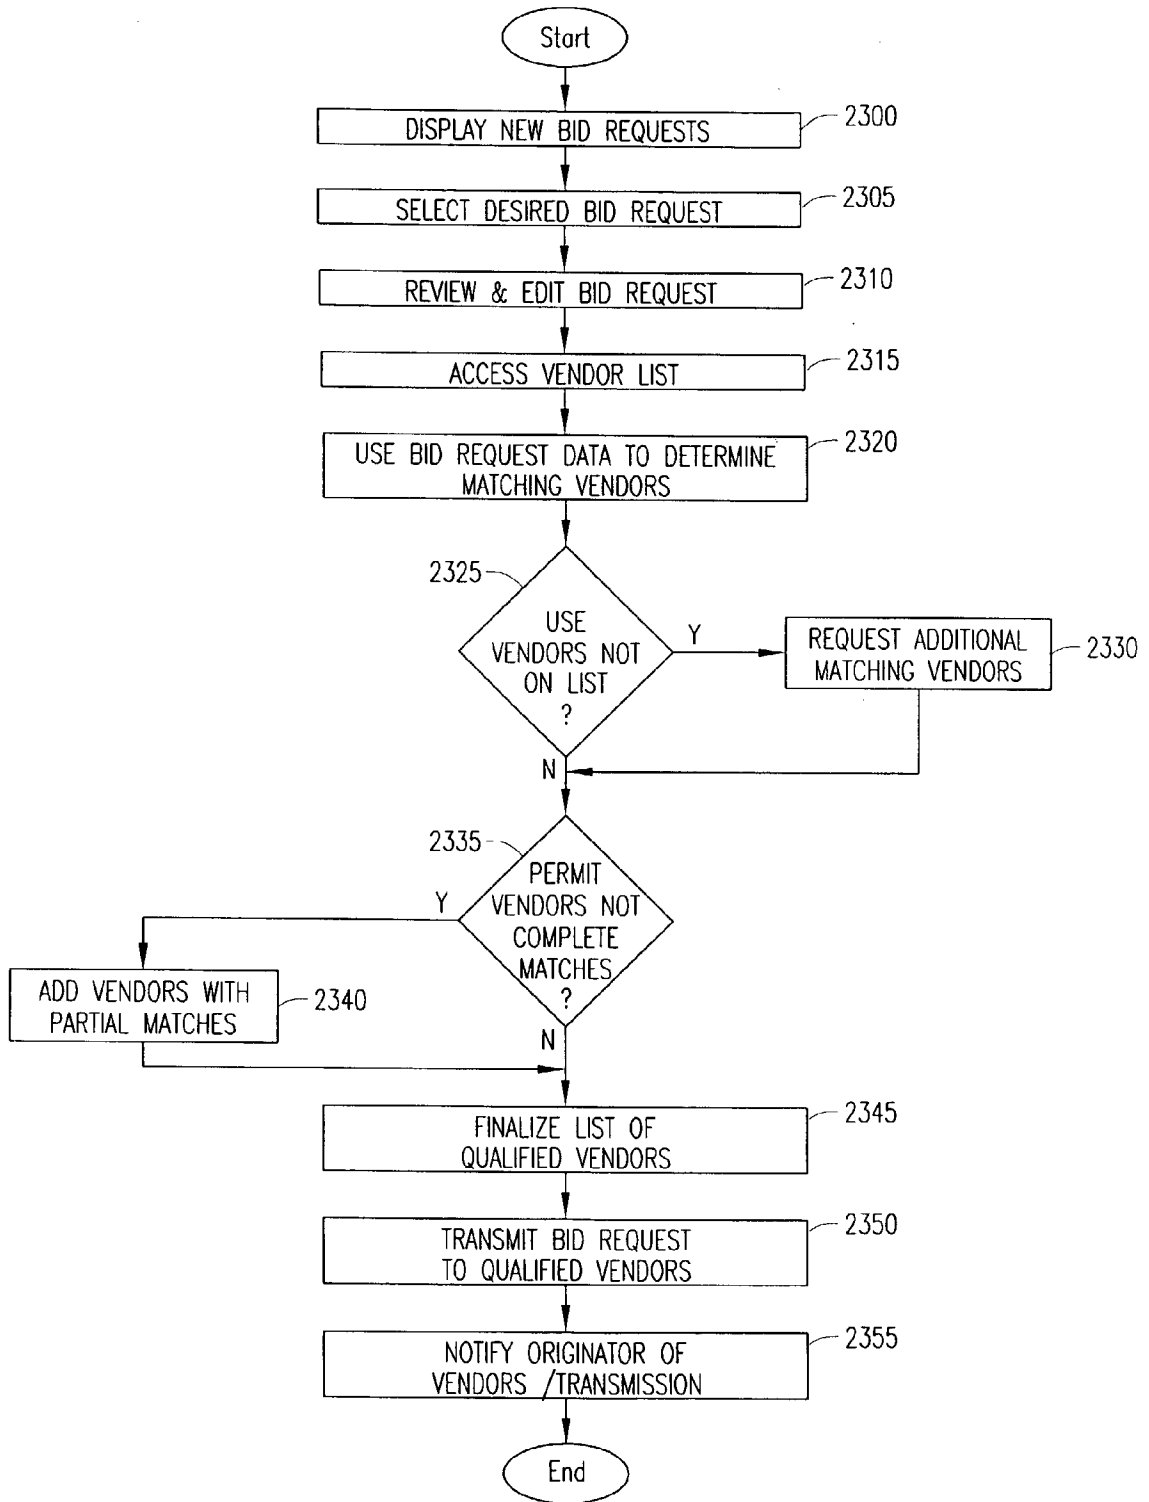 Start
DISPLAY NEW BID REQUESTS
2300
SELECT DESIRED BID REQUEST
2305
REVIEW & EDIT BID REQUEST
2310
ACCESS VENDOR LIST
2315
USE BID REQUEST DATA TO DETERMINE
MATCHING VENDORS
2320
2325
USE
VENDORS NOT
ON LIST
?
Y
REQUEST ADDITIONAL
MATCHING VENDORS
2330
N
2335
PERMIT
VENDORS NOT
COMPLETE
MATCHES
?
Y
ADD VENDORS WITH
PARTIAL MATCHES
2340
N
FINALIZE LIST OF
QUALIFIED VENDORS
2345
TRANSMIT BID REQUEST
TO QUALIFIED VENDORS
2350
NOTIFY ORIGINATOR OF
VENDORS /TRANSMISSION
2355
End